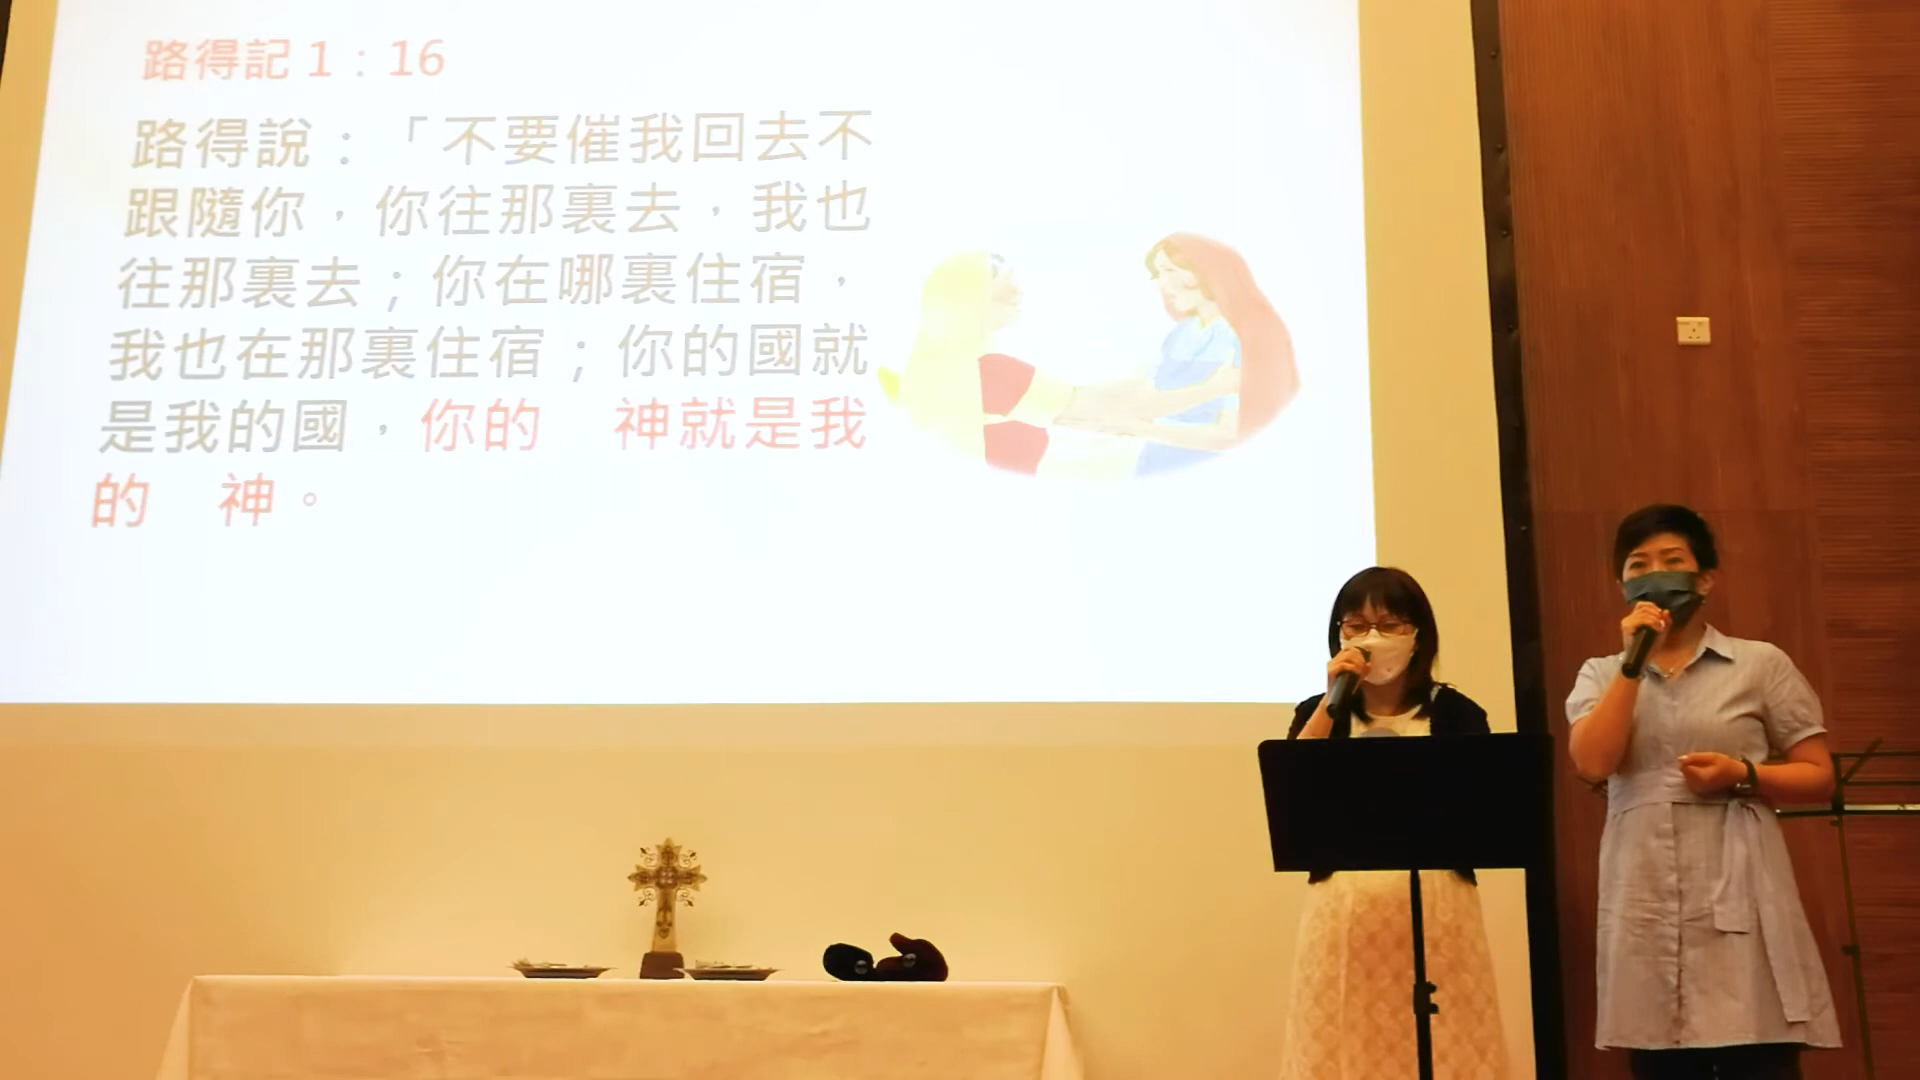 路得記 1：16
路得說：「不要催我回去不
跟隨你，你往那裏去，我也
往那裏去；你在哪裏住宿，
我也在那裏住宿；你的國就
是我的國，你的　神就是我
的　神。